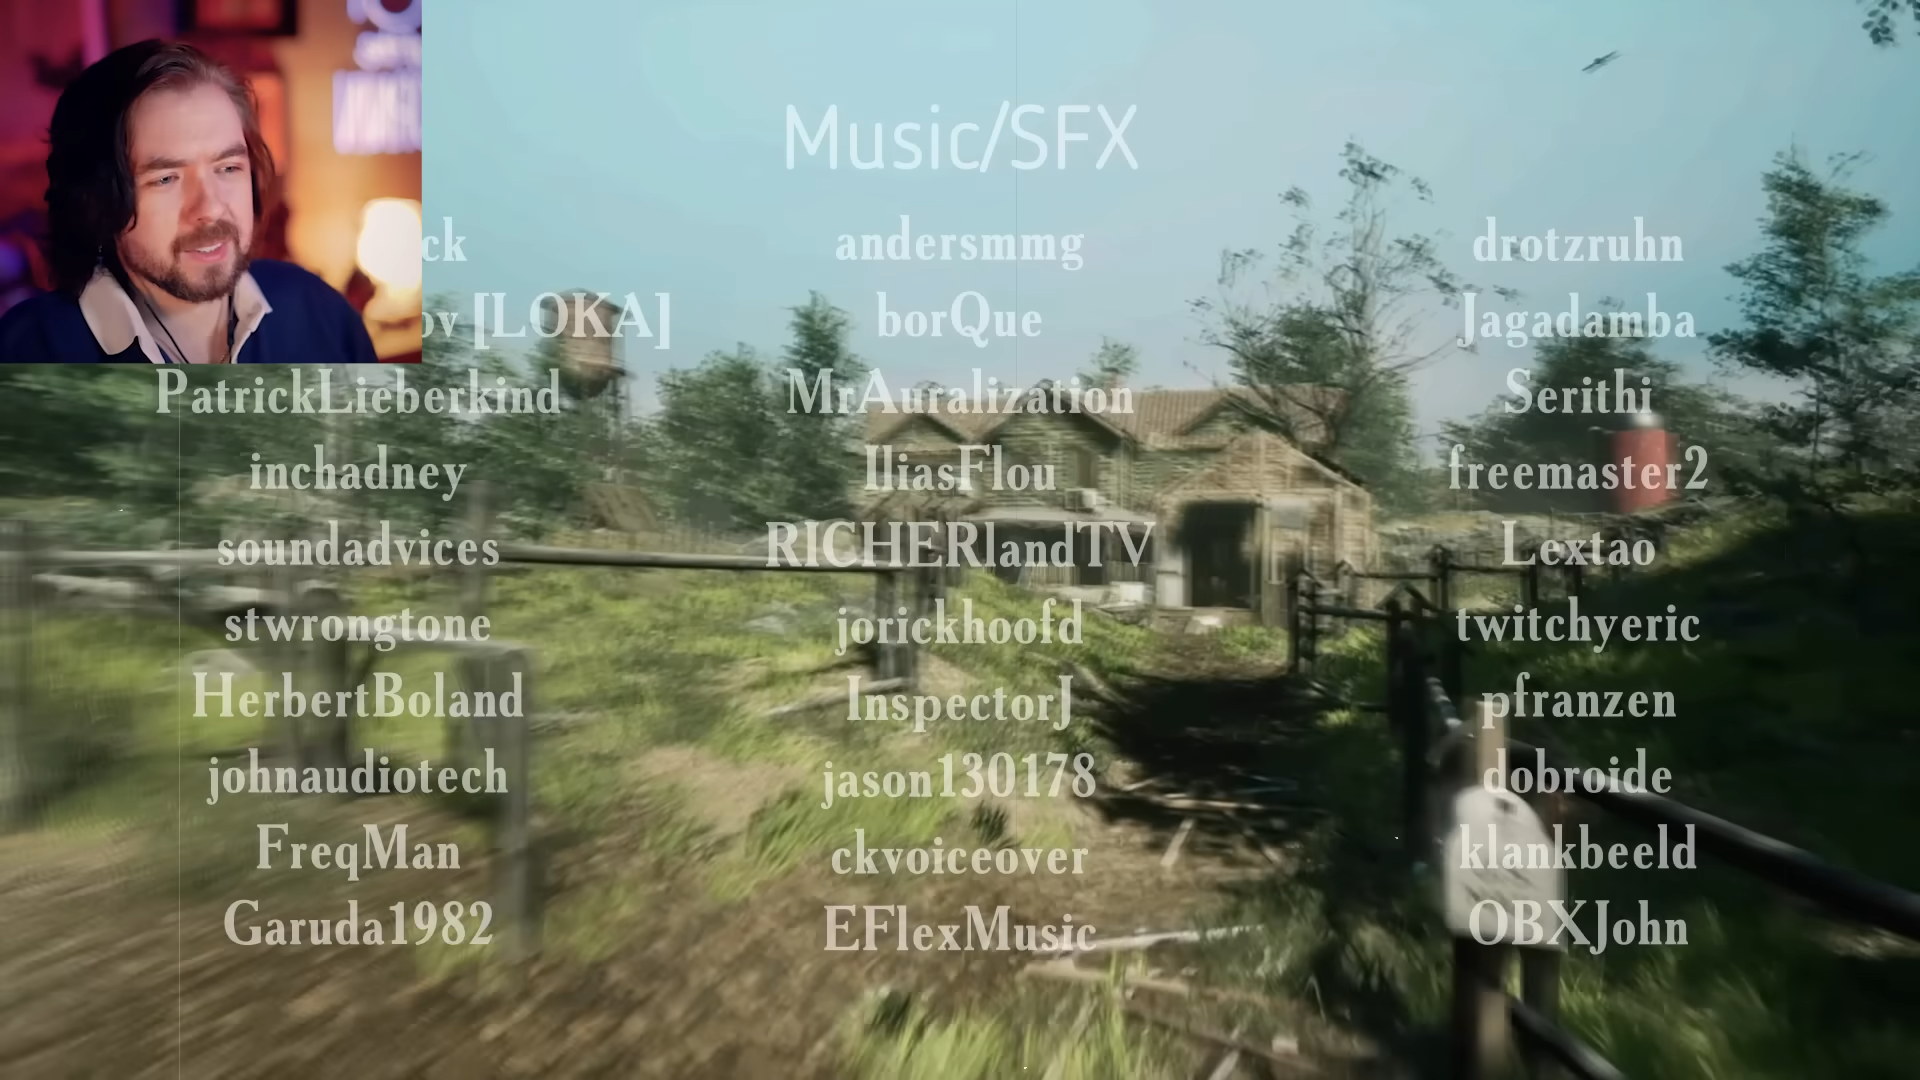 Music/SFX
ck
ov [LOKA]
PatrickLieberkind
inchadney
soundadvices
stwrongtone
HerbertBoland
johnaudiotech
FreqMan
Garuda1982
andersmmg
borQue
MrAuralization
IliasFlou
RICHERlandTV
jorickhoofd
InspectorJ
jason130178
ckvoiceover
EFlexMusic
drotzruhn
Jagadamba
Serithi
freemaster2
Lextao
twitchyeric
pfranzen
dobroide
klankbeeld
OBXJohn